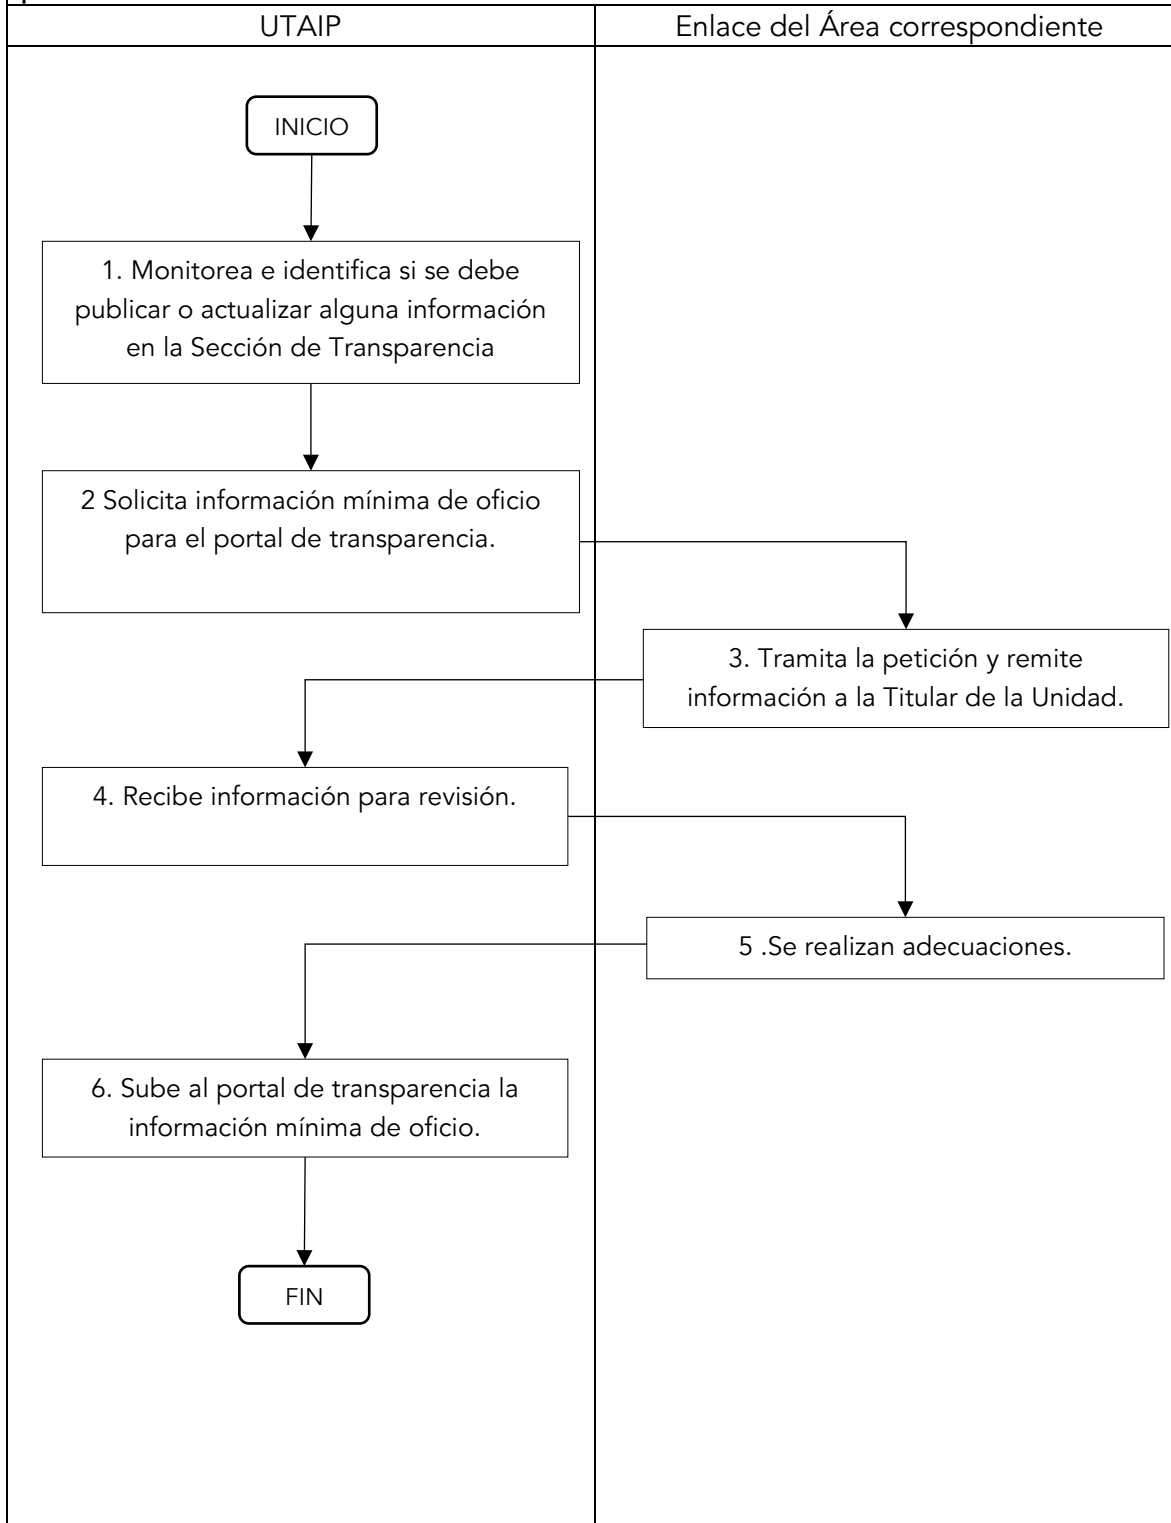 UTAIP
Enlace del Área correspondiente
INICIO
1. Monitorea e identifica si se debe
publicar o actualizar alguna información
en la Sección de Transparencia
2 Solicita información mínima de oficio
para el portal de transparencia.
3. Tramita la petición y remite
información a la Titular de la Unidad.
4. Recibe información para revisión.
5 .Se realizan adecuaciones.
6. Sube al portal de transparencia la
información mínima de oficio.
FIN